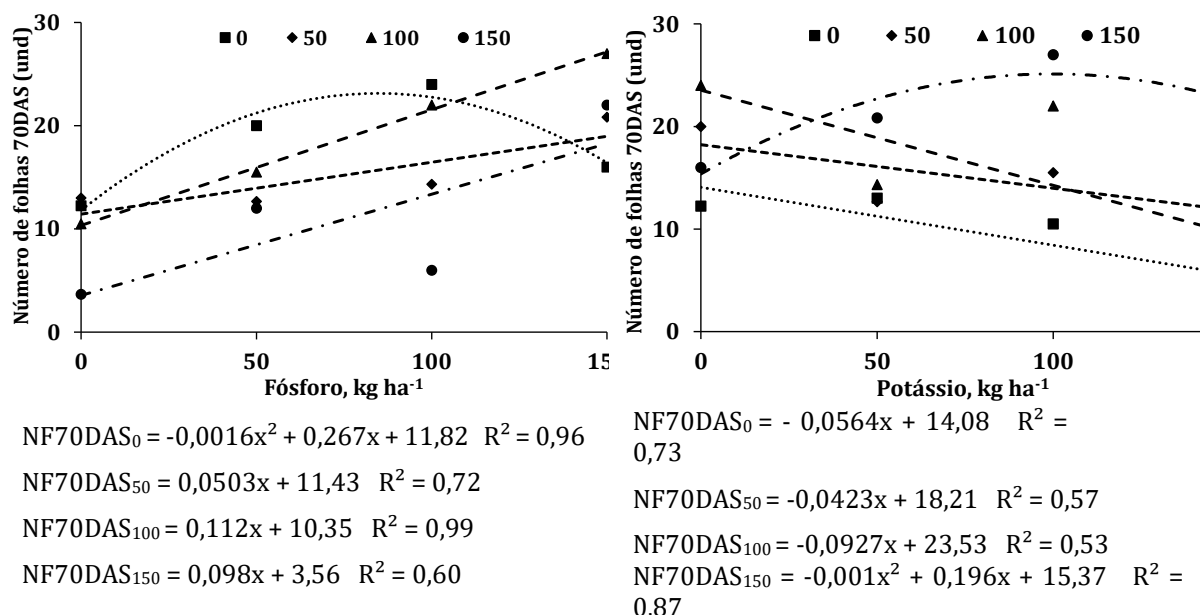 Número de folhas 70DAS (und)
30
20
10
0
0 50 100 150
0 50 100 15
Fósforo, kg ha⁻¹
NF70DAS₀ = -0,0016x² + 0,267x + 11,82 R² = 0,96
NF70DAS₅₀ = 0,0503x + 11,43 R² = 0,72
NF70DAS₁₀₀ = 0,112x + 10,35 R² = 0,99
NF70DAS₁₅₀ = 0,098x + 3,56 R² = 0,60
Número de folhas 70DAS (und)
30
20
10
0
0 50 100 150
0 50 100
Potássio, kg ha⁻¹
NF70DAS₀ = - 0,0564x + 14,08 R² =
0,73
NF70DAS₅₀ = -0,0423x + 18,21 R² = 0,57
NF70DAS₁₀₀ = -0,0927x + 23,53 R² = 0,53
NF70DAS₁₅₀ = -0,001x² + 0,196x + 15,37 R² =
0,87